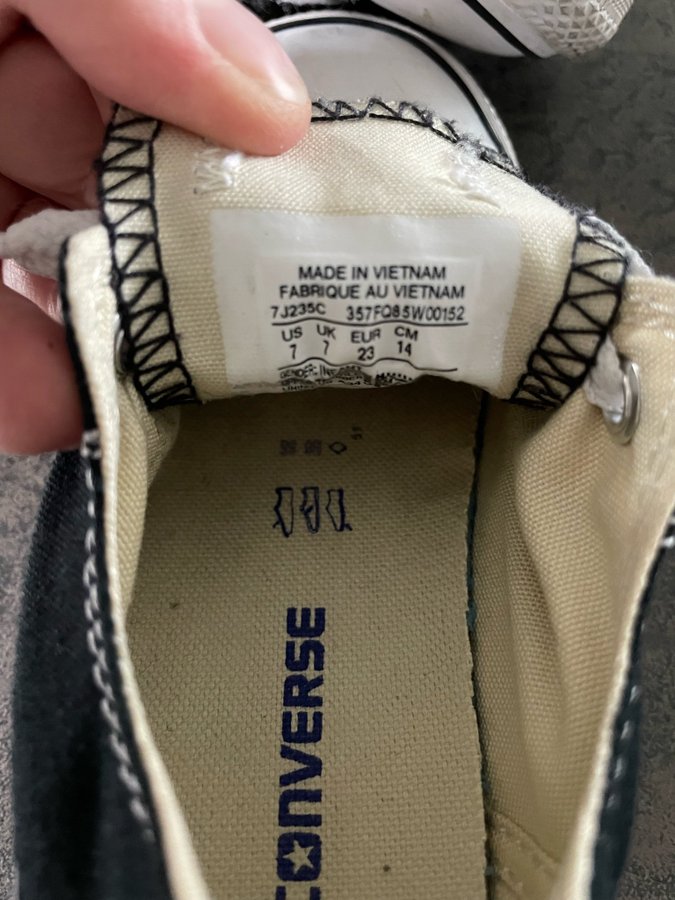 MADE IN VIETNAM
FABRIQUE AU VIETNAM
7J235C 357FQ85W00152
US UK EUR CM
7 7 23 14
CONVERSE